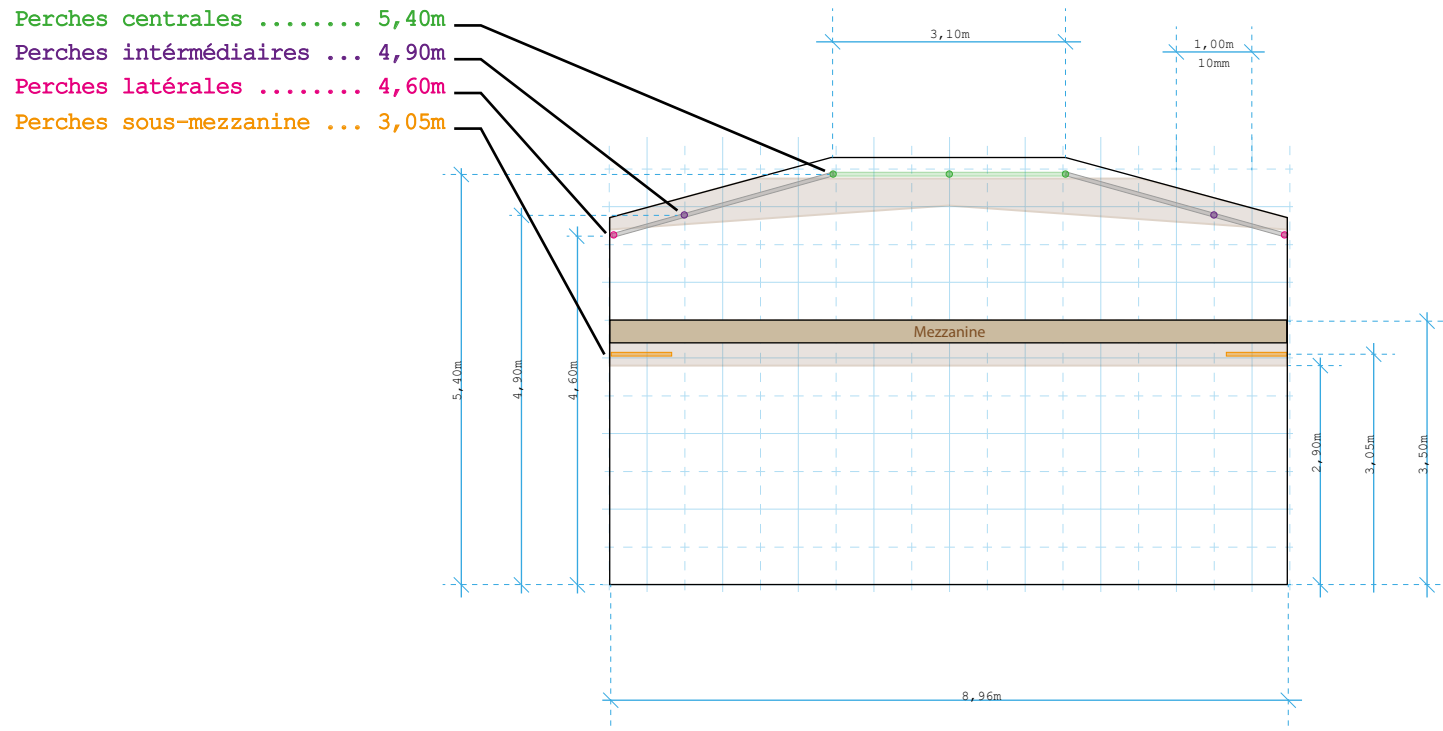 Perches centrales ........ 5,40m
Perches intérmédiaires ... 4,90m
Perches latérales ........ 4,60m
Perches sous-mezzanine ... 3,05m
3,10m
1,00m
10mm
Mezzanine
5,40m
4,90m
4,60m
2,90m
3,05m
3,50m
8,96m